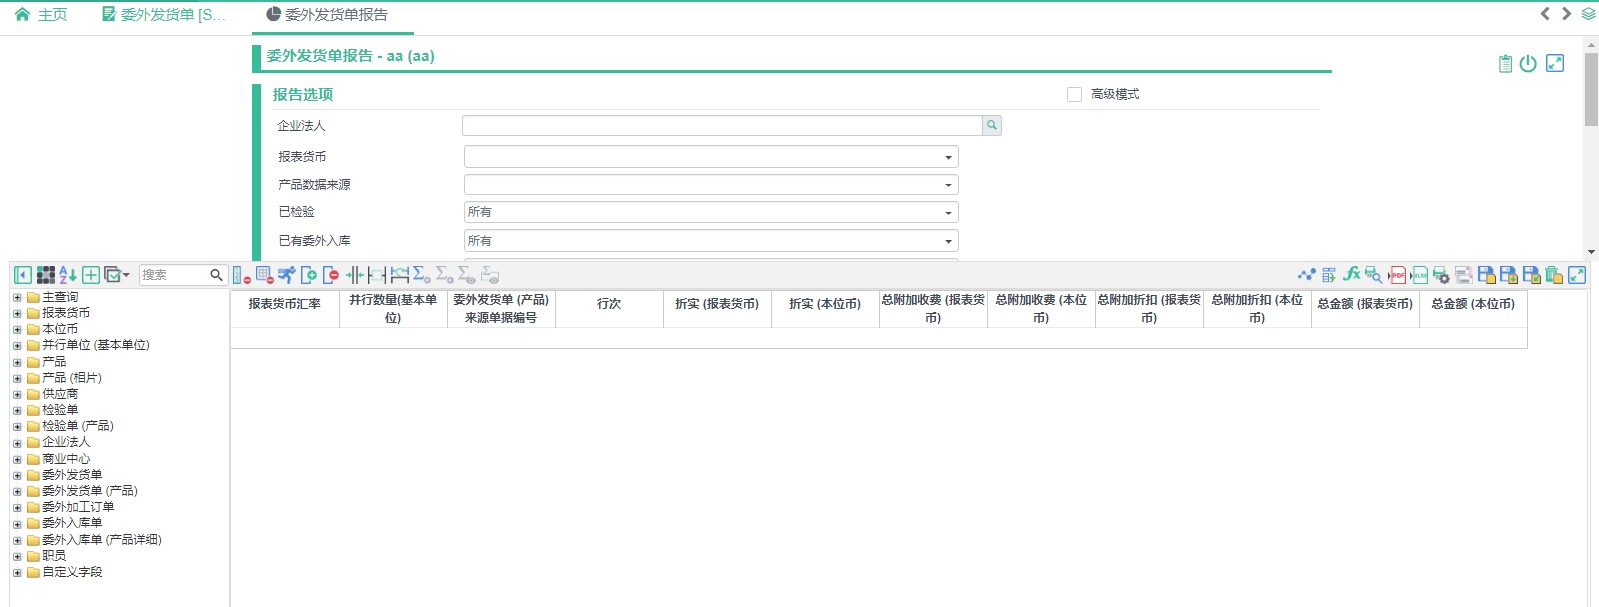 主页
委外发货单 [S...
委外发货单报告
委外发货单报告 - aa (aa)
报告选项
高级模式
企业法人
报表货币
产品数据来源
已检验
所有
已有委外入库
所有
搜索
主查询
报表货币
本位币
并行单位 (基本单位)
产品
产品 (相片)
供应商
检验单
检验单 (产品)
企业法人
商业中心
委外发货单
委外发货单 (产品)
委外加工订单
委外入库单
委外入库单 (产品详细)
职员
自定义字段
报表货币汇率
并行数量(基本单
位)
委外发货单 (产品)
来源单据编号
行次
折实 (报表货币)
折实 (本位币)
总附加收费 (报表货
币)
总附加收费 (本位
币)
总附加折扣 (报表货
币)
总附加折扣 (本位
币)
总金额 (报表货币)
总金额 (本位币)